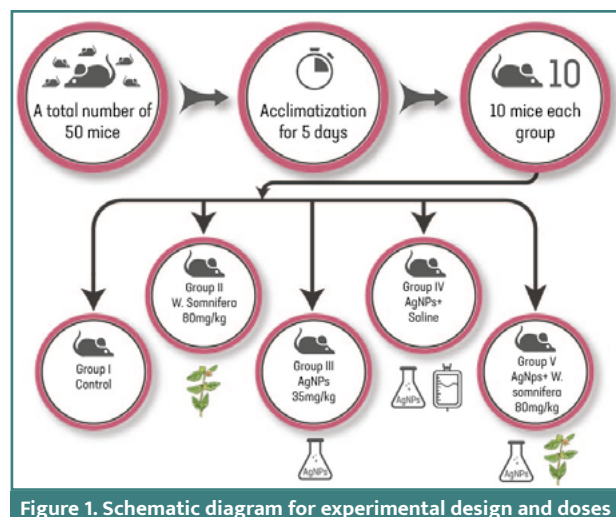 A total number of
50 mice
Acclimatization
for 5 days
10
10 mice each
group
Group I
Control
Group II
W. Somnifera
80mg/kg
Group III
AgNPs
35mg/kg
AgNPs
Group IV
AgNPs+
Saline
AgNPs
Group V
AgNps+ W.
somnifera
80mg/kg
AgNPs
Figure 1. Schematic diagram for experimental design and doses